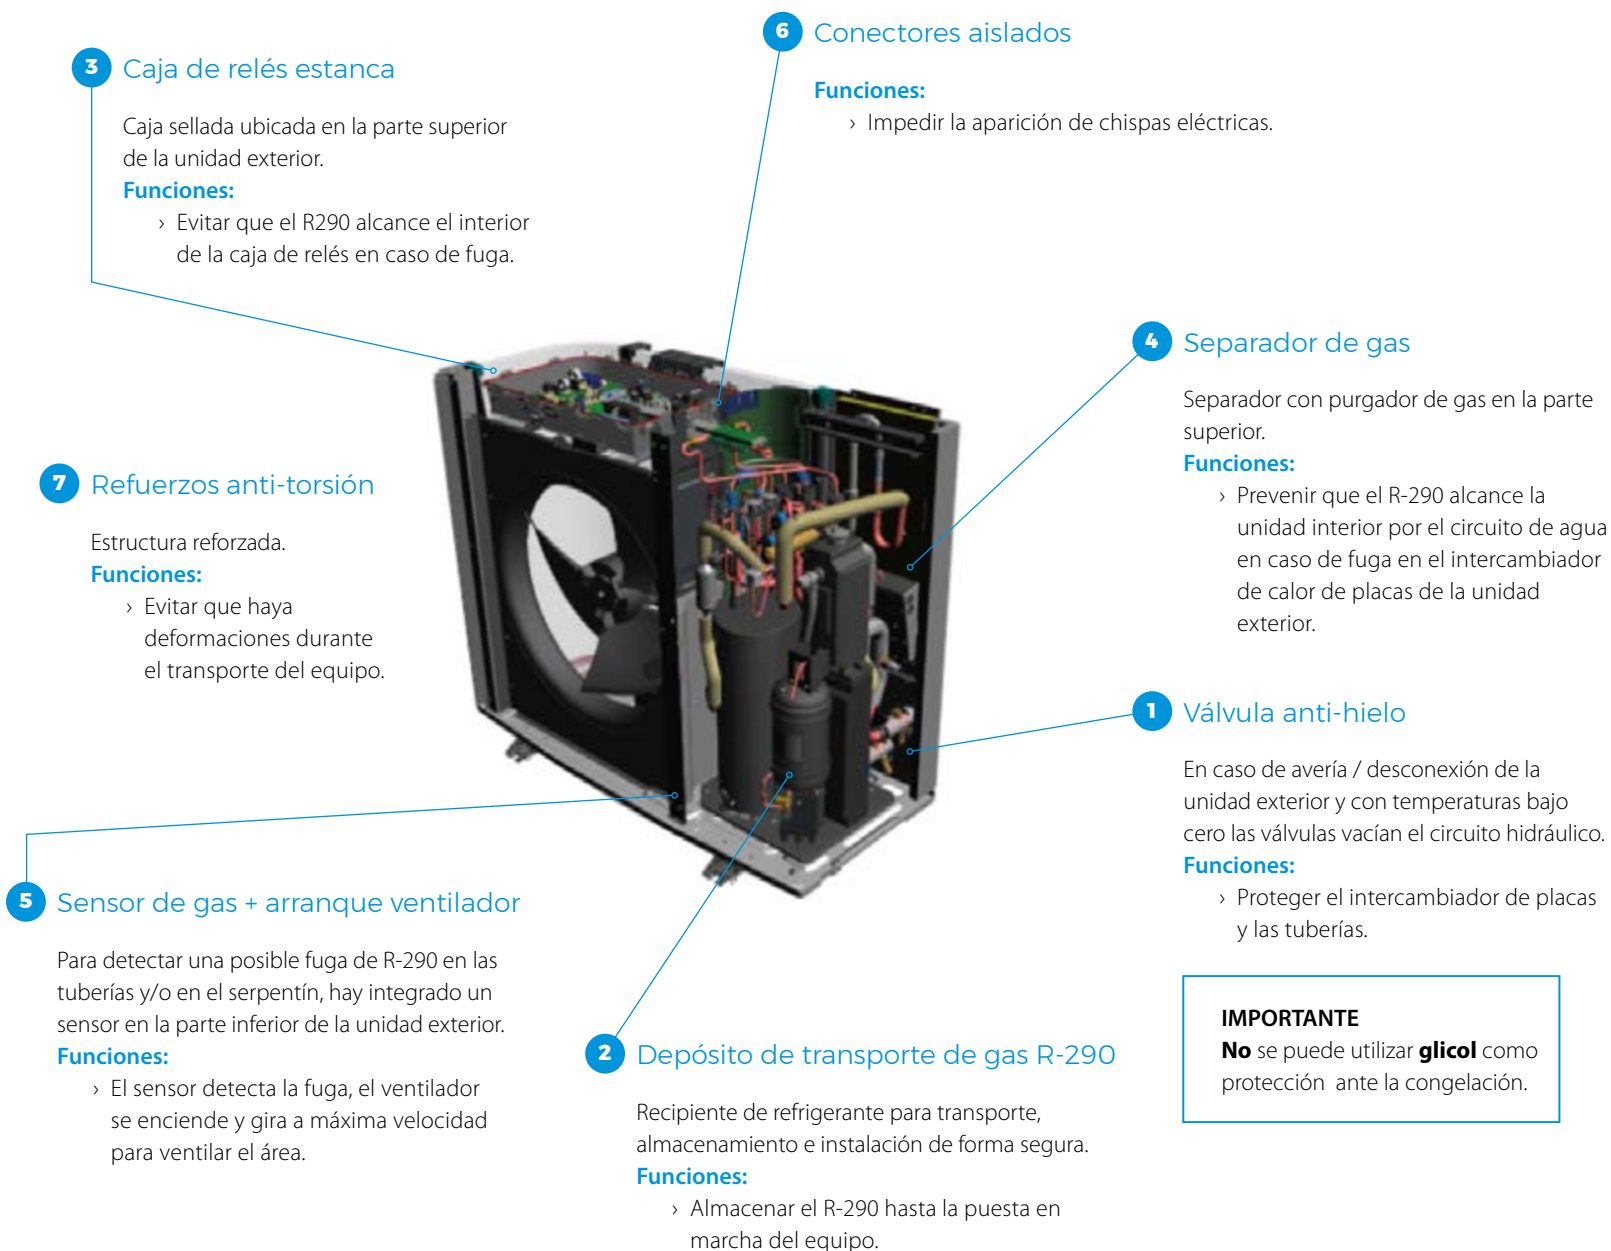 6 Conectores aislados
Funciones:
› Impedir la aparición de chispas eléctricas.
3 Caja de relés estanca
Caja sellada ubicada en la parte superior
de la unidad exterior.
Funciones:
› Evitar que el R290 alcance el interior
de la caja de relés en caso de fuga.
4 Separador de gas
Separador con purgador de gas en la parte
superior.
Funciones:
› Prevenir que el R-290 alcance la
unidad interior por el circuito de agua
en caso de fuga en el intercambiador
de calor de placas de la unidad
exterior.
7 Refuerzos anti-torsión
Estructura reforzada.
Funciones:
› Evitar que haya
deformaciones durante
el transporte del equipo.
1 Válvula anti-hielo
En caso de avería / desconexión de la
unidad exterior y con temperaturas bajo
cero las válvulas vacían el circuito hidráulico.
Funciones:
› Proteger el intercambiador de placas
y las tuberías.
IMPORTANTE
No se puede utilizar glicol como
protección ante la congelación.
5 Sensor de gas + arranque ventilador
Para detectar una posible fuga de R-290 en las
tuberías y/o en el serpentín, hay integrado un
sensor en la parte inferior de la unidad exterior.
Funciones:
› El sensor detecta la fuga, el ventilador
se enciende y gira a máxima velocidad
para ventilar el área.
2 Depósito de transporte de gas R-290
Recipiente de refrigerante para transporte,
almacenamiento e instalación de forma segura.
Funciones:
› Almacenar el R-290 hasta la puesta en
marcha del equipo.